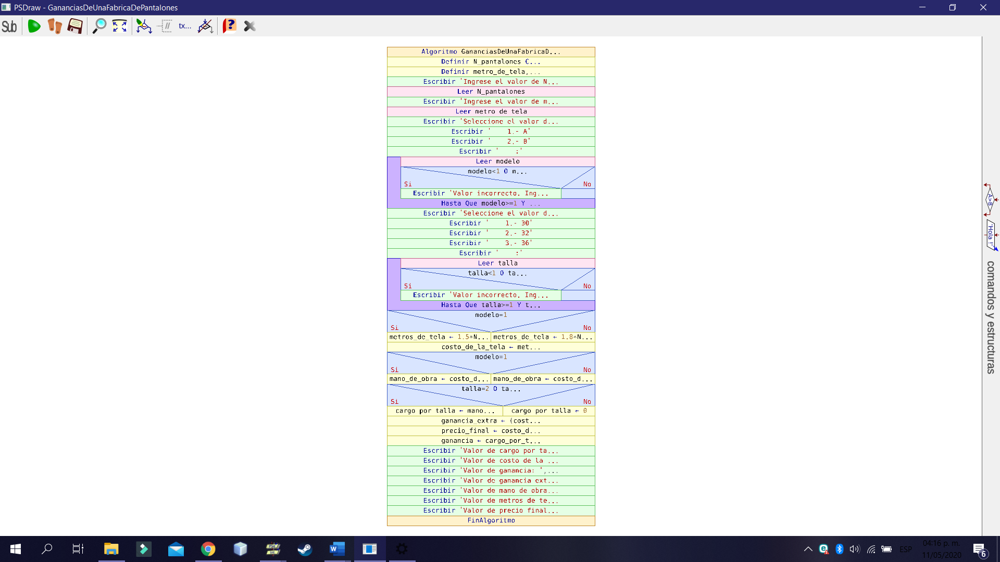 PSDraw - GananciasDeUnaFabricaDePantalones
Sub
tx...
Algoritmo GananciasDeUnaFabricaD...
Definir N_pantalones C...
Definir metro_de_tela,...
Escribir 'Ingrese el valor de N...
Leer N_pantalones
Escribir 'Ingrese el valor de m...
Leer metro de tela
Escribir 'Seleccione el valor d...
Escribir '    1.- A'
Escribir '    2.- B'
Escribir '    :'
Leer modelo
modelo<1 O m...
Si No
Escribir 'Valor incorrecto. Ing...
Hasta Que modelo>=1 Y ...
Escribir 'Seleccione el valor d...
Escribir '    1.- 30'
Escribir '    2.- 32'
Escribir '    3.- 36'
Escribir '    :'
Leer talla
talla<1 O ta...
Si No
Escribir 'Valor incorrecto. Ing...
Hasta Que talla>=1 Y t...
modelo=1
Si No
metros_de_tela ← 1.5*N... metros_de_tela ← 1.8*N...
costo_de_la_tela ← met...
modelo=1
Si No
mano_de_obra ← costo_d... mano_de_obra ← costo_d...
talla=2 O ta...
Si No
cargo por talla ← mano... cargo por talla ← 0
ganancia_extra ← (cost...
precio_final ← costo_d...
ganancia ← cargo_por_t...
Escribir 'Valor de cargo por ta...
Escribir 'Valor de costo de la ...
Escribir 'Valor de ganancia: ',...
Escribir 'Valor de ganancia ext...
Escribir 'Valor de mano de obra...
Escribir 'Valor de metros de te...
Escribir 'Valor de precio final...
FinAlgoritmo
A>B
'Hola !'
comandos y estructuras
ESP
04:16 p. m.
11/05/2020
6